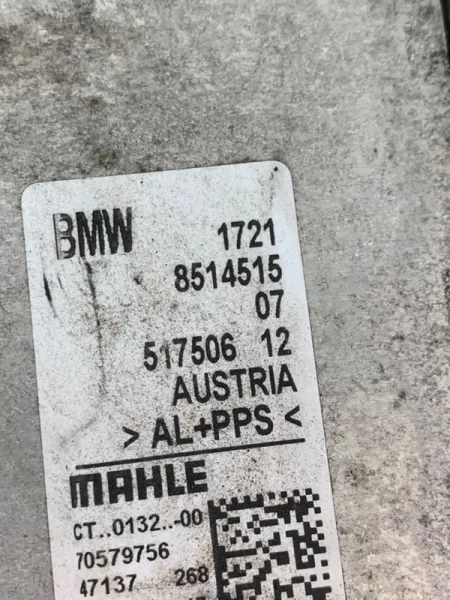 BMW 1721
8514515
07
517506 12
AUSTRIA
> AL+PPS <
MAHLE
CT..0132..-00
70579756
47137 268